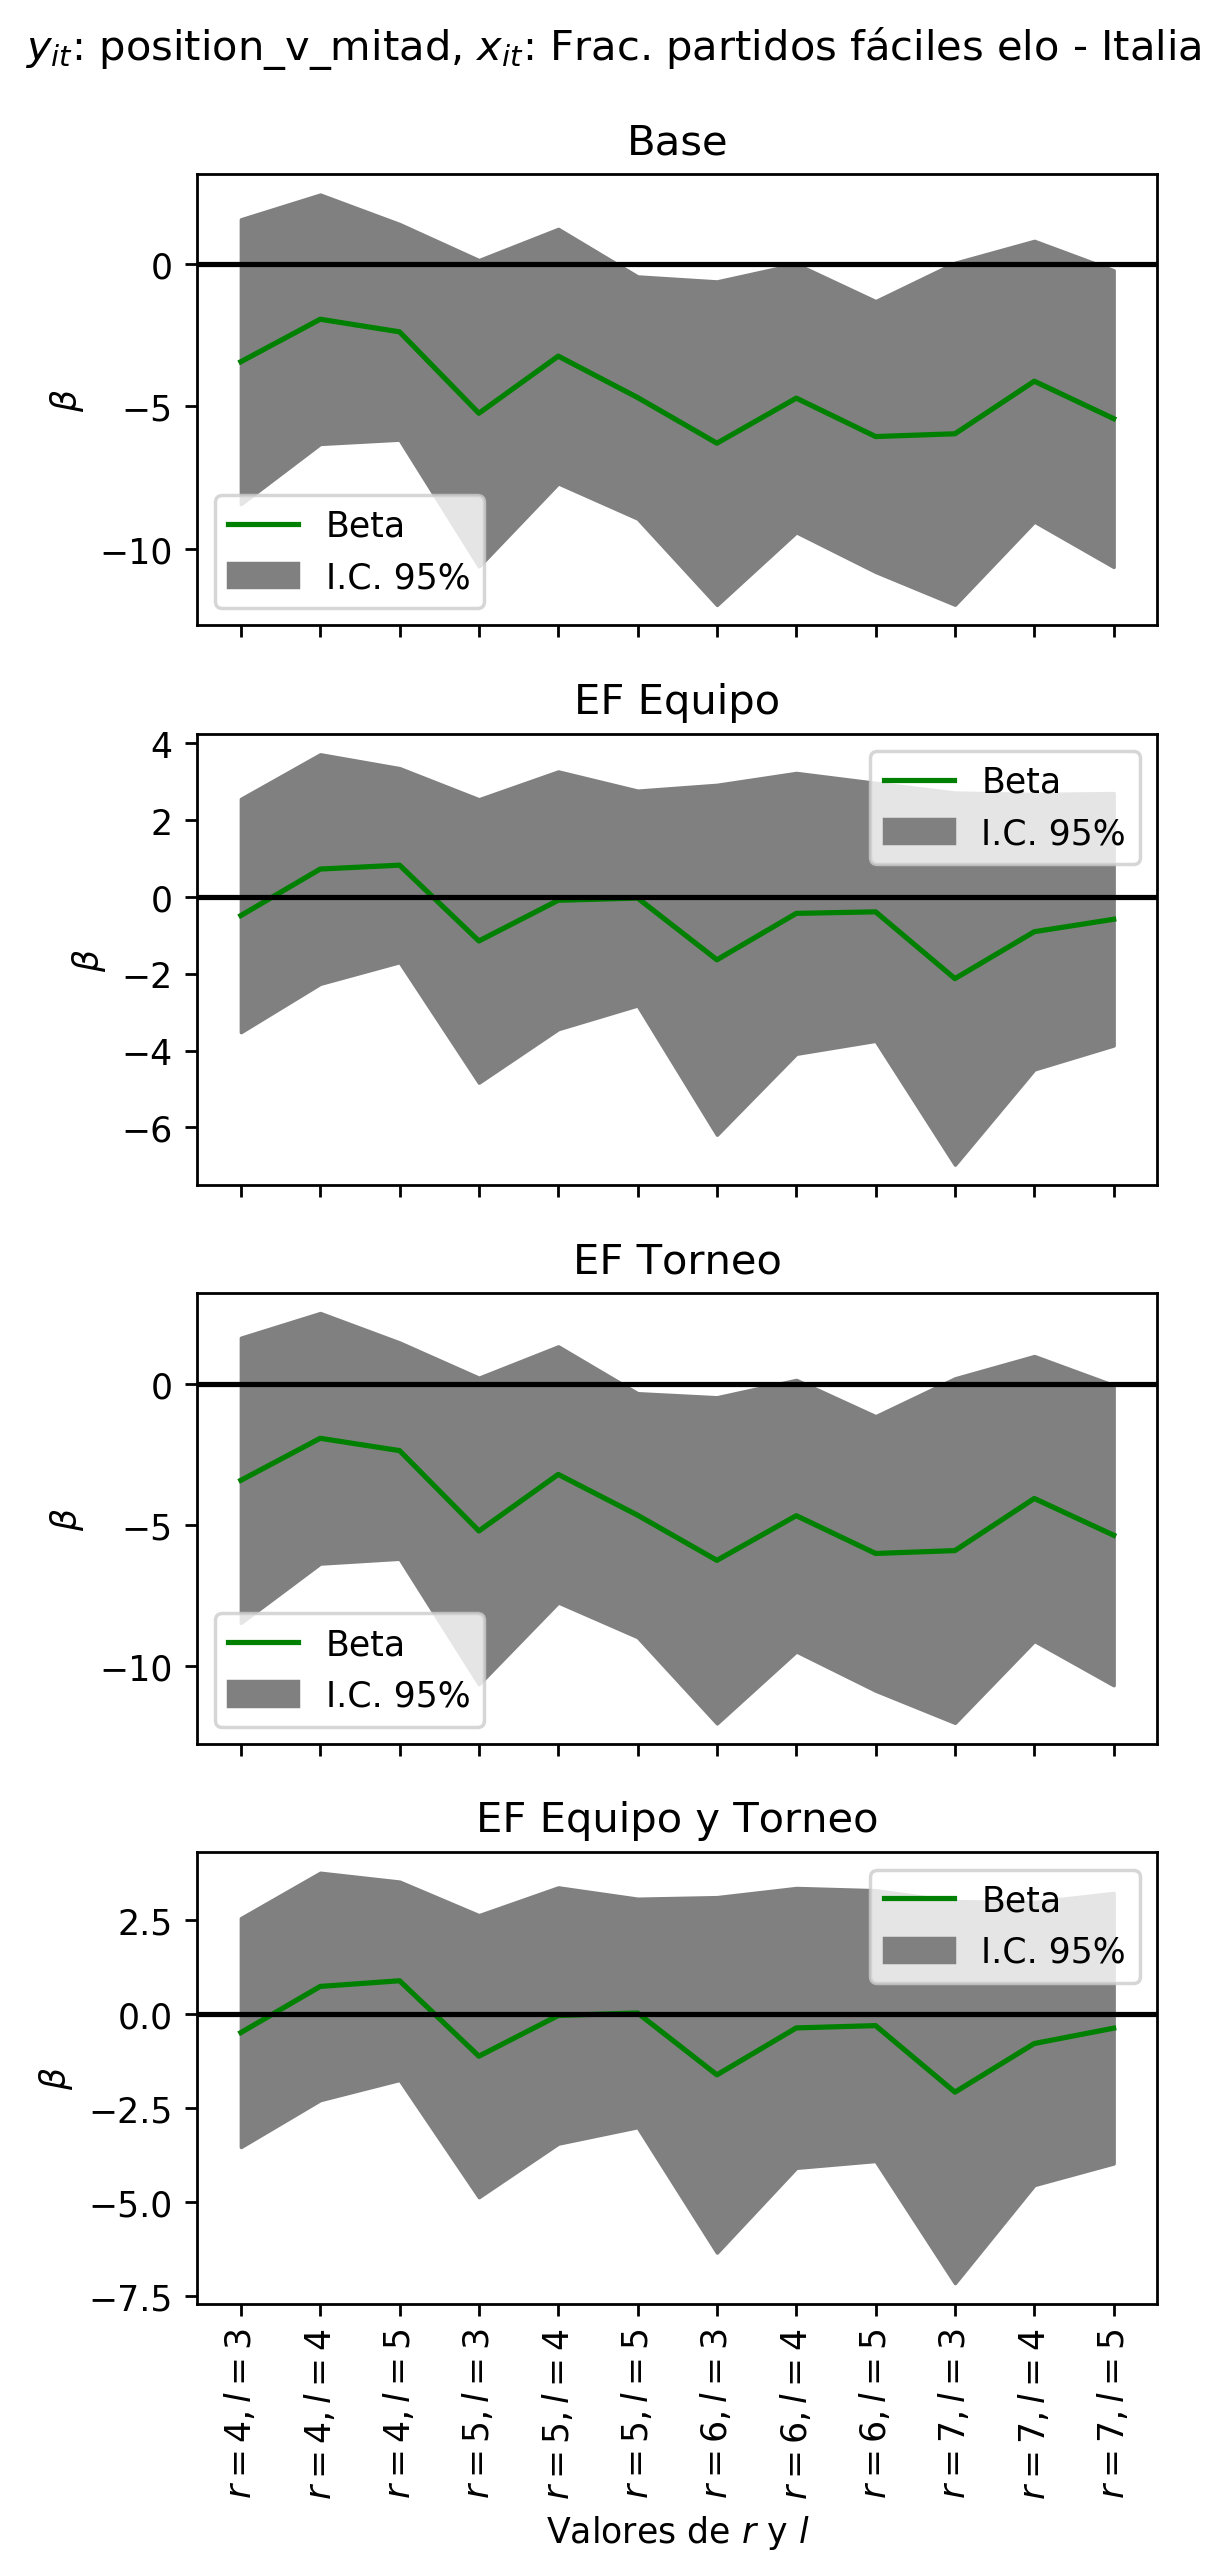 y_it: position_v_mitad, x_it: Frac. partidos fáciles elo - Italia
Base
0
−5
−10
β
Beta
I.C. 95%
EF Equipo
4
2
0
−2
−4
−6
β
Beta
I.C. 95%
EF Torneo
0
−5
−10
β
Beta
I.C. 95%
EF Equipo y Torneo
2.5
0.0
−2.5
−5.0
−7.5
β
Beta
I.C. 95%
r = 4, l = 3
r = 4, l = 4
r = 4, l = 5
r = 5, l = 3
r = 5, l = 4
r = 5, l = 5
r = 6, l = 3
r = 6, l = 4
r = 6, l = 5
r = 7, l = 3
r = 7, l = 4
r = 7, l = 5
Valores de r y l